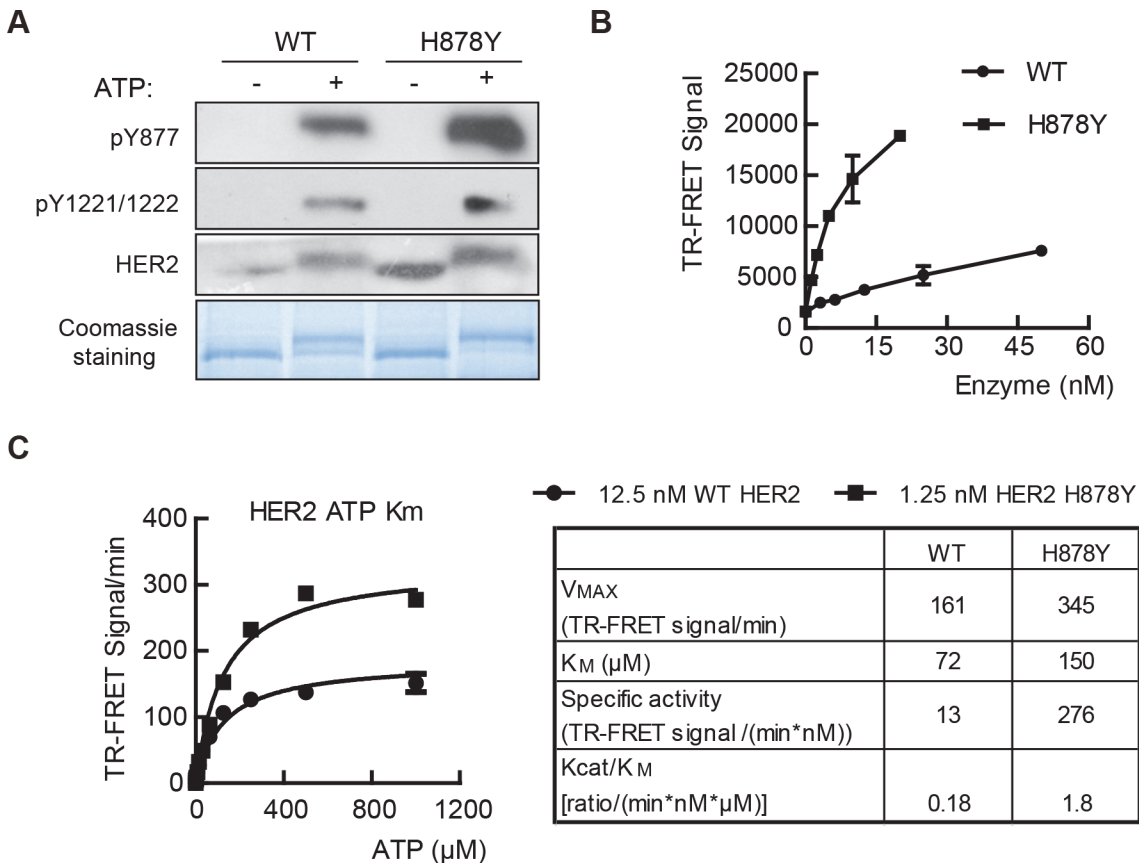 A
WT H878Y
ATP: - + - +
pY877
pY1221/1222
HER2
Coomassie
staining
B
25000
20000
15000
10000
5000
0
0 15 30 45 60
TR-FRET Signal
Enzyme (nM)
WT
H878Y
C
HER2 ATP Km
400
300
200
100
0
0 400 800 1200
TR-FRET Signal/min
ATP (µM)
12.5 nM WT HER2 1.25 nM HER2 H878Y
WT H878Y
VMAX
(TR-FRET signal/min) 161 345
KM (µM) 72 150
Specific activity
(TR-FRET signal /(min*nM)) 13 276
Kcat/KM
[ratio/(min*nM*µM)] 0.18 1.8